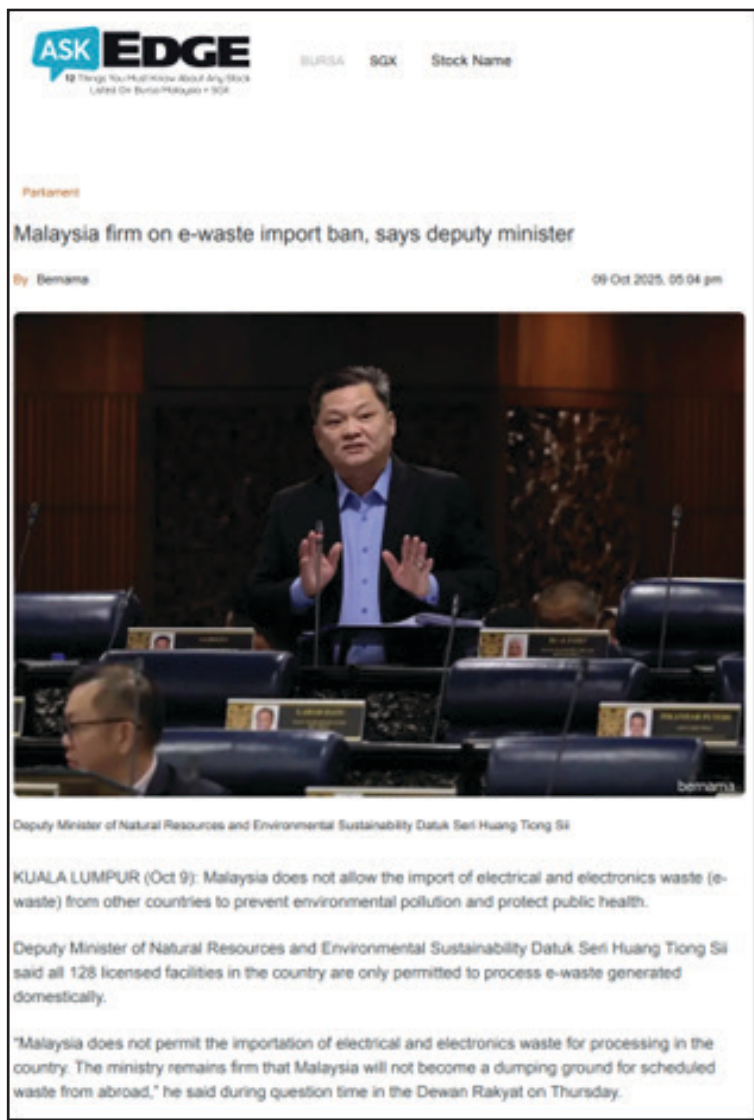 ASK EDGE
12 Things You Must Know About Any Stock
Listed On Bursa Malaysia + SGX
BURSA SGX Stock Name
Parliament
Malaysia firm on e-waste import ban, says deputy minister
By Bernama 09 Oct 2025, 05:04 pm
bernama
Deputy Minister of Natural Resources and Environmental Sustainability Datuk Seri Huang Tiong Sii
KUALA LUMPUR (Oct 9): Malaysia does not allow the import of electrical and electronics waste (e-
waste) from other countries to prevent environmental pollution and protect public health.
Deputy Minister of Natural Resources and Environmental Sustainability Datuk Seri Huang Tiong Sii
said all 128 licensed facilities in the country are only permitted to process e-waste generated
domestically.
"Malaysia does not permit the importation of electrical and electronics waste for processing in the
country. The ministry remains firm that Malaysia will not become a dumping ground for scheduled
waste from abroad," he said during question time in the Dewan Rakyat on Thursday.